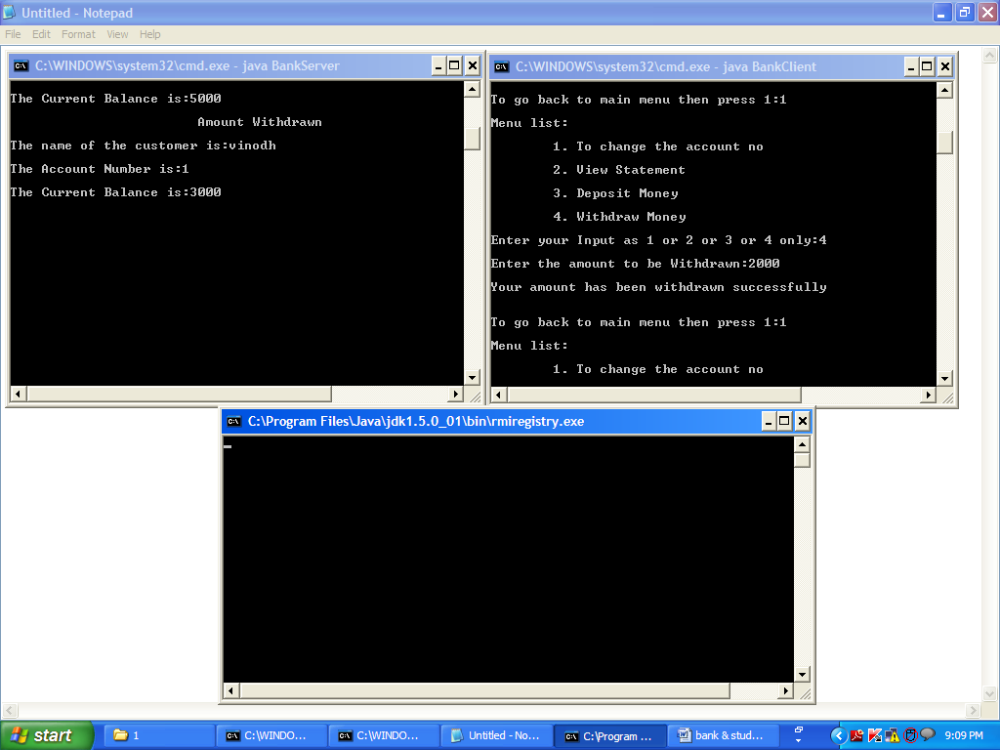 Untitled - Notepad
File Edit Format View Help
C:\WINDOWS\system32\cmd.exe - java BankServer
The Current Balance is:5000
Amount Withdrawn
The name of the customer is:vinodh
The Account Number is:1
The Current Balance is:3000
C:\WINDOWS\system32\cmd.exe - java BankClient
To go back to main menu then press 1:1
Menu list:
1. To change the account no
2. View Statement
3. Deposit Money
4. Withdraw Money
Enter your Input as 1 or 2 or 3 or 4 only:4
Enter the amount to be Withdrawn:2000
Your amount has been withdrawn successfully
To go back to main menu then press 1:1
Menu list:
1. To change the account no
C:\Program Files\Java\jdk1.5.0_01\bin\rmiregistry.exe
start 1 C:\WINDO... C:\WINDO... Untitled - No... C:\Program ... bank & stud... 9:09 PM